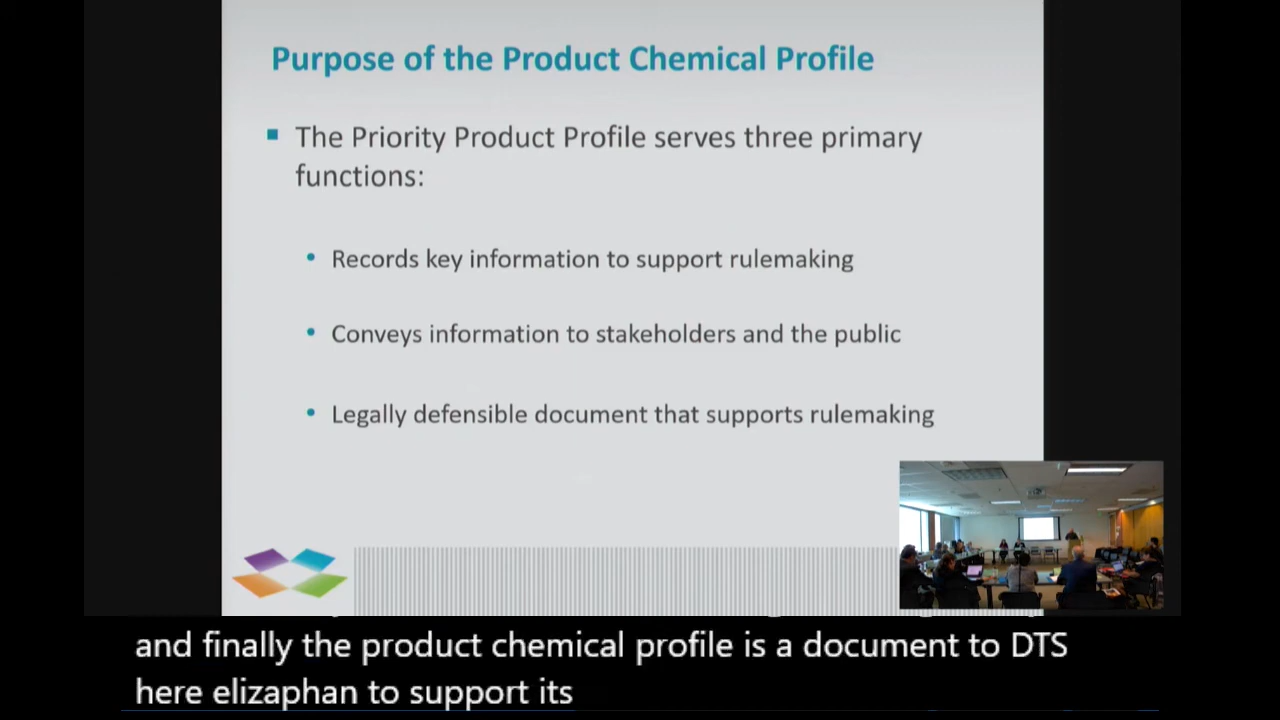 Purpose of the Product Chemical Profile
The Priority Product Profile serves three primary
functions:
Records key information to support rulemaking
Conveys information to stakeholders and the public
Legally defensible document that supports rulemaking
and finally the product chemical profile is a document to DTS
here elizaphan to support its